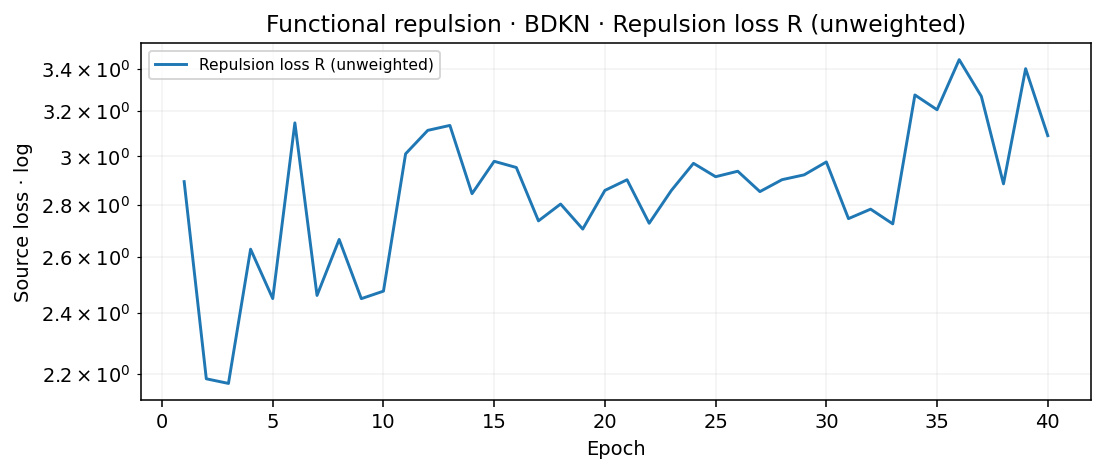 Functional repulsion · BDKN · Repulsion loss R (unweighted)
Repulsion loss R (unweighted)
Source loss · log
3.4 × 10⁰
3.2 × 10⁰
3 × 10⁰
2.8 × 10⁰
2.6 × 10⁰
2.4 × 10⁰
2.2 × 10⁰
0 5 10 15 20 25 30 35 40
Epoch